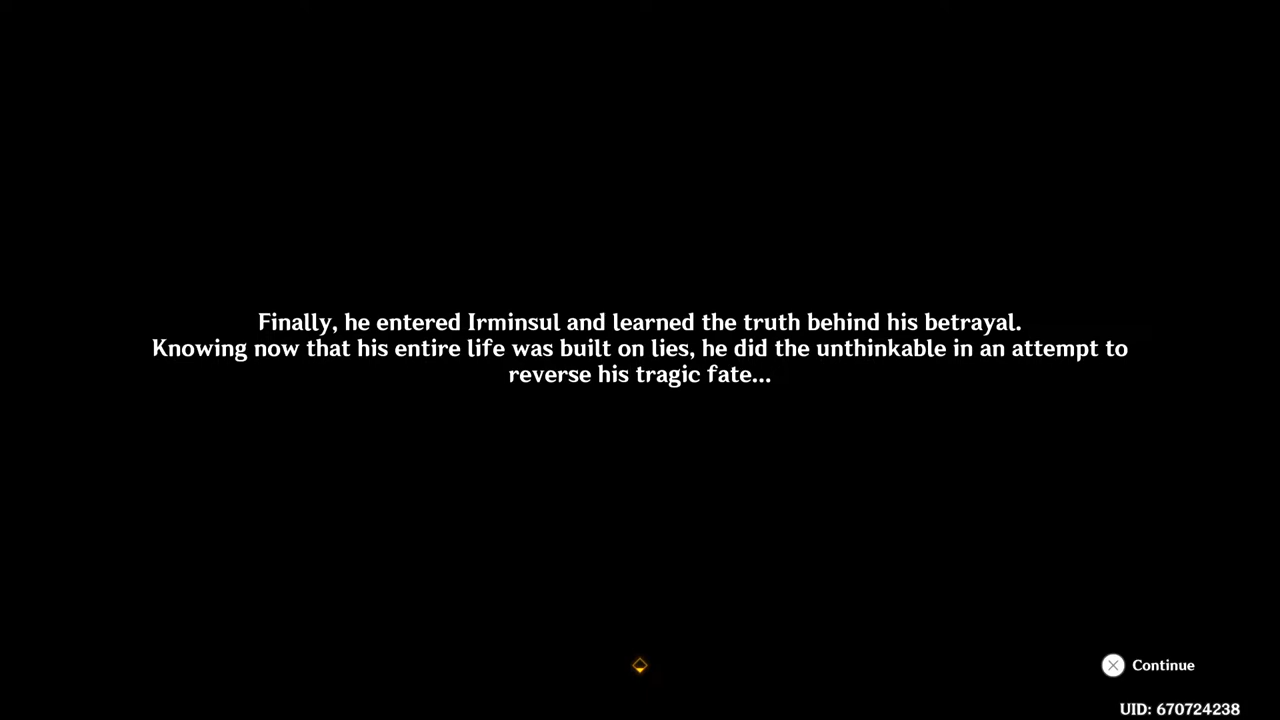 Finally, he entered Irminsul and learned the truth behind his betrayal.
Knowing now that his entire life was built on lies, he did the unthinkable in an attempt to
reverse his tragic fate...
Continue
UID: 670724238